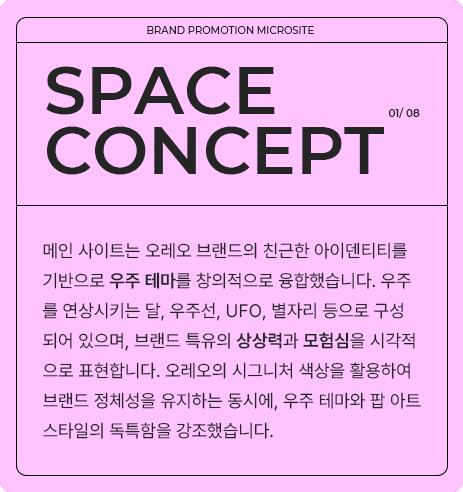 BRAND PROMOTION MICROSITE
SPACE
CONCEPT
01/ 08
메인 사이트는 오레오 브랜드의 친근한 아이덴티티를
기반으로 우주 테마를 창의적으로 융합했습니다. 우주
를 연상시키는 달, 우주선, UFO, 별자리 등으로 구성
되어 있으며, 브랜드 특유의 상상력과 모험심을 시각적
으로 표현합니다. 오레오의 시그니처 색상을 활용하여
브랜드 정체성을 유지하는 동시에, 우주 테마와 팝 아트
스타일의 독특함을 강조했습니다.